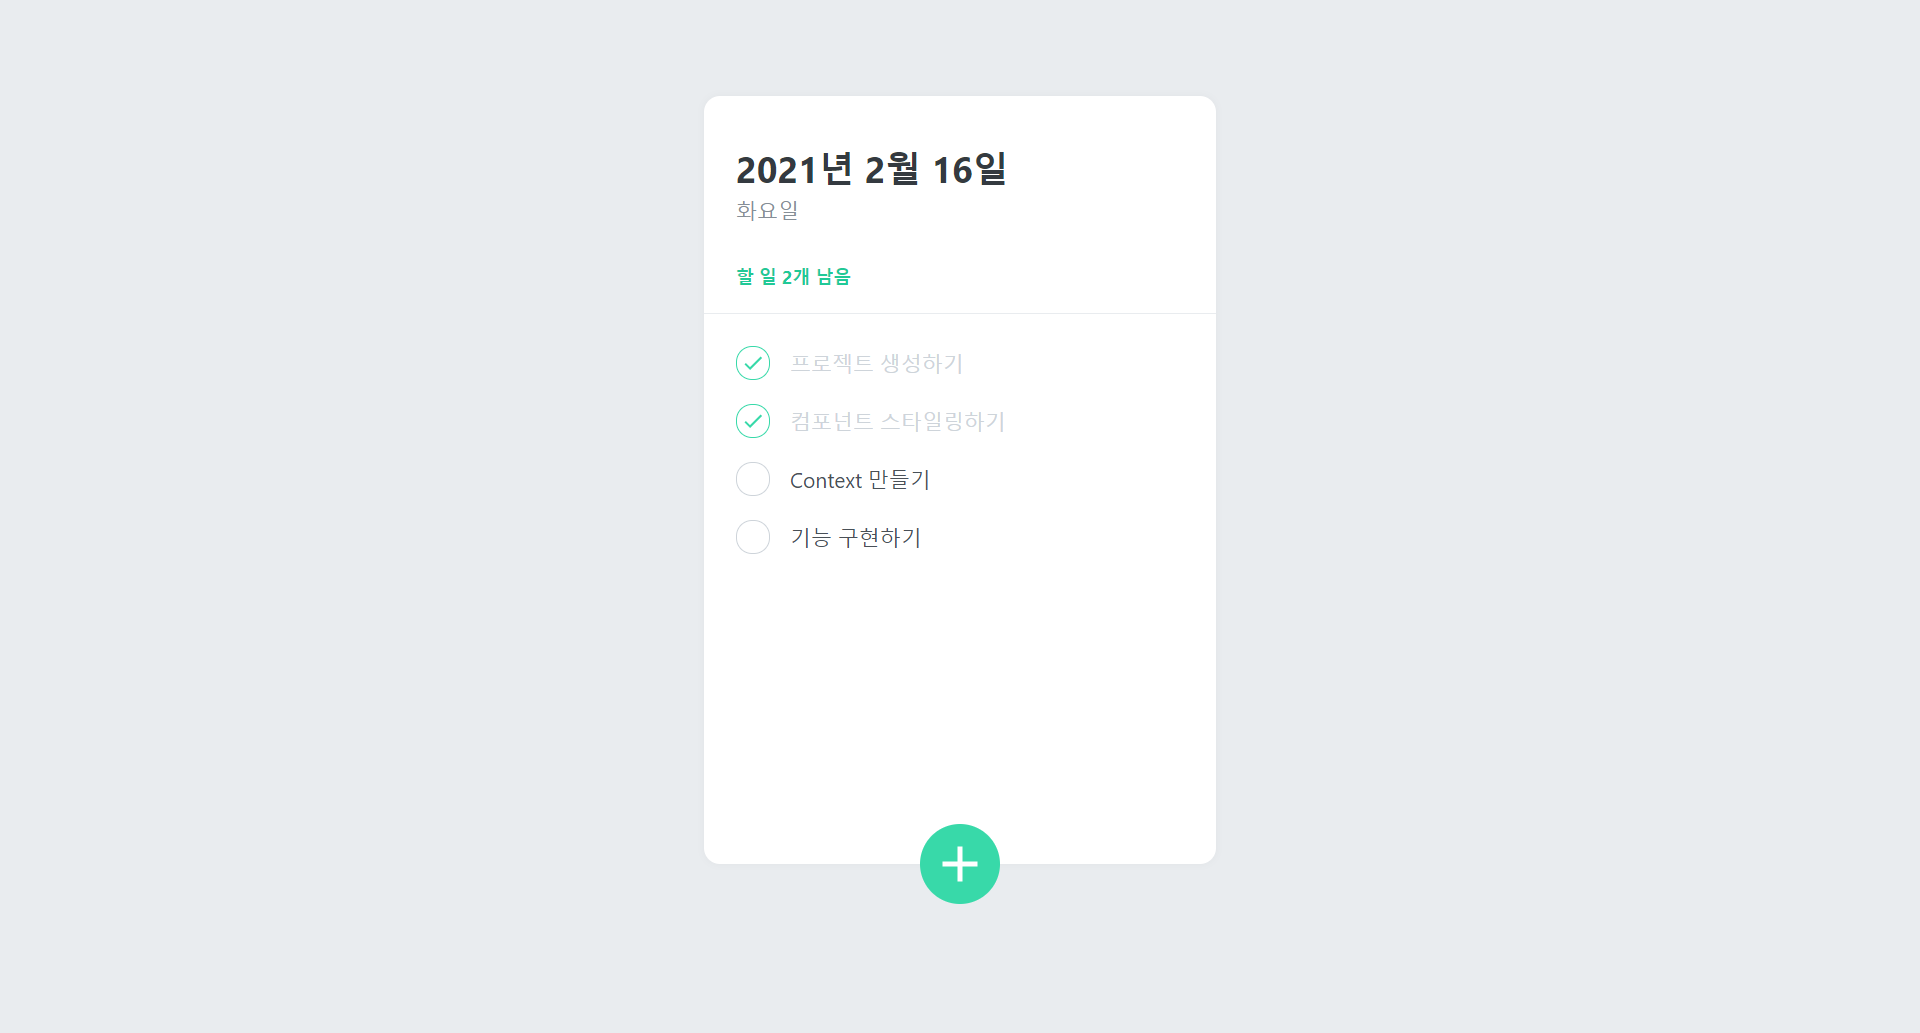 2021년 2월 16일
화요일
할 일 2개 남음
프로젝트 생성하기
컴포넌트 스타일링하기
Context 만들기
기능 구현하기